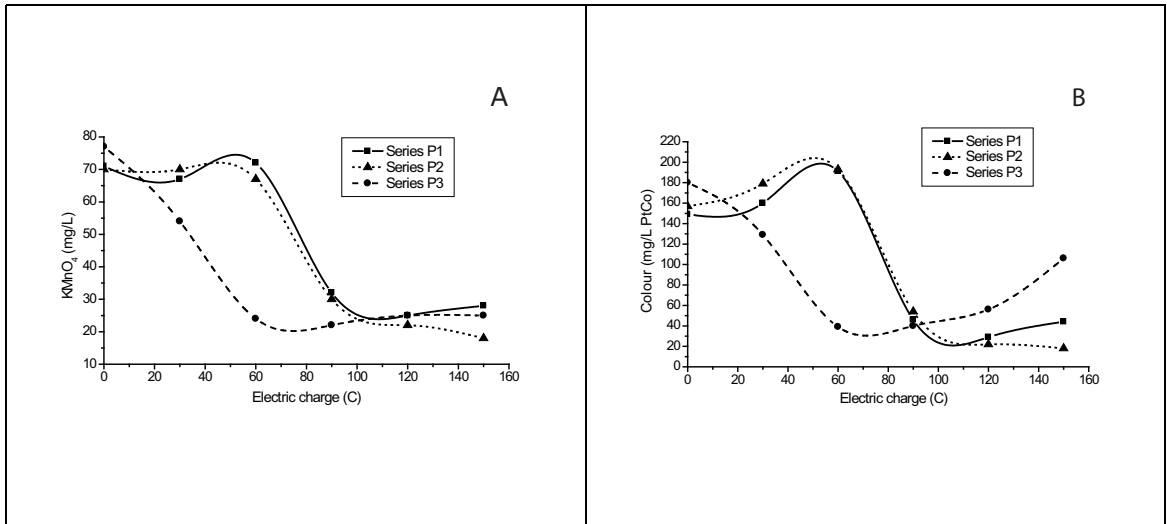 A
80
70
60
50
40
30
20
10
KMnO4 (mg/L)
0 20 40 60 80 100 120 140 160
Electric charge (C)
Series P1
Series P2
Series P3
B
220
200
180
160
140
120
100
80
60
40
20
0
Colour (mg/L PtCo)
0 20 40 60 80 100 120 140 160
Electric charge (C)
Series P1
Series P2
Series P3